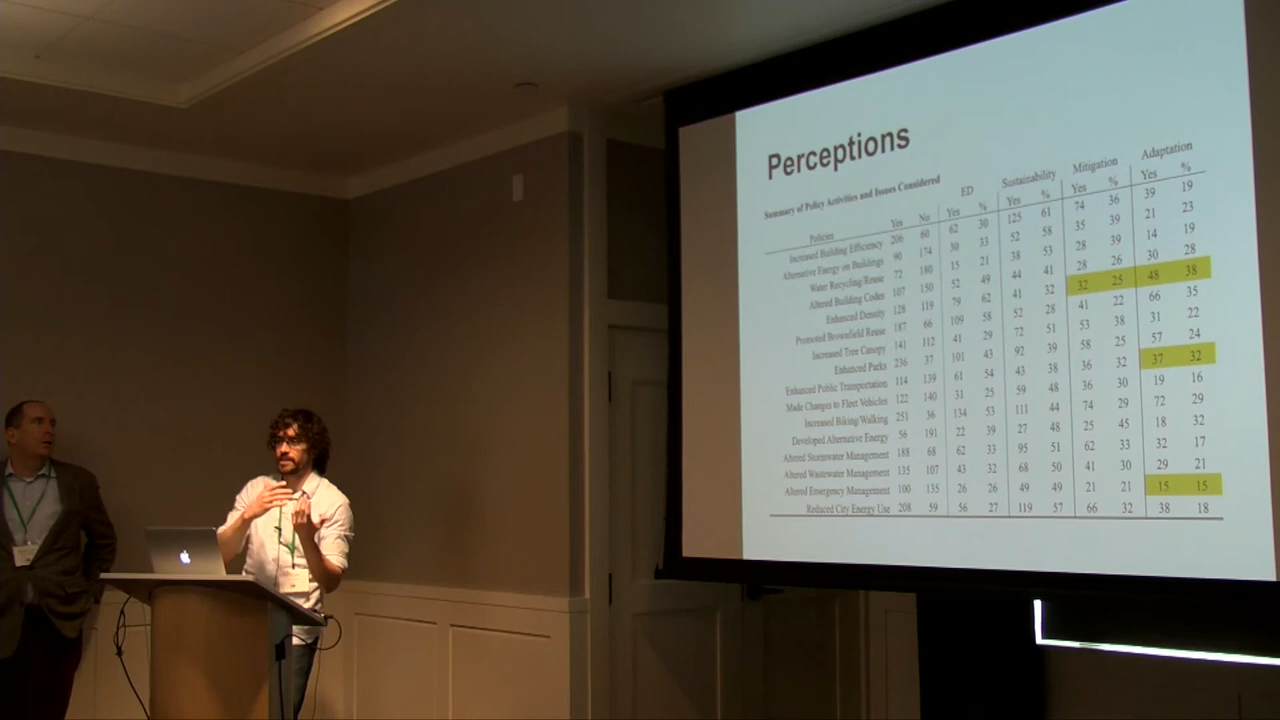 Perceptions
Summary of Policy Activities and Issues Considered
ED Sustainability Mitigation Adaptation
Policies Yes No Yes % Yes % Yes % Yes %
Increased Building Efficiency 206 60 62 30 125 61 74 36 39 19
Alternative Energy on Buildings 90 174 30 33 52 58 35 39 21 23
Water Recycling/Reuse 72 180 15 21 38 53 28 39 14 19
Altered Building Codes 107 150 52 49 44 41 28 26 30 28
Enhanced Density 128 119 79 62 41 32 32 25 48 38
Promoted Brownfield Reuse 187 66 109 58 52 28 41 22 66 35
Increased Tree Canopy 141 112 41 29 72 51 53 38 31 22
Enhanced Parks 236 37 101 43 92 39 58 25 57 24
Enhanced Public Transportation 114 139 61 54 43 38 36 32 37 32
Made Changes to Fleet Vehicles 122 140 31 25 59 48 36 30 19 16
Increased Biking/Walking 251 36 134 53 111 44 74 29 72 29
Developed Alternative Energy 56 191 22 39 27 48 25 45 18 32
Altered Stormwater Management 188 68 62 33 95 51 62 33 32 17
Altered Wastewater Management 135 107 43 32 68 50 41 30 29 21
Altered Emergency Management 100 135 26 26 49 49 21 21 15 15
Reduced City Energy Use 208 59 56 27 119 57 66 32 38 18